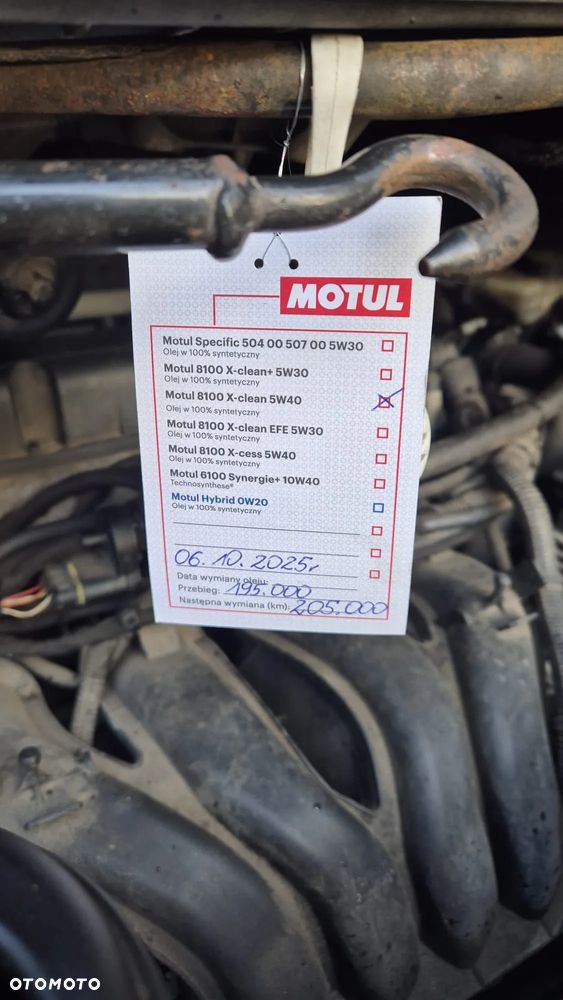 MOTUL
Motul Specific 504 00 507 00 5W30
Olej w 100% syntetyczny
Motul 8100 X-clean+ 5W30
Olej w 100% syntetyczny
Motul 8100 X-clean 5W40
Olej w 100% syntetyczny
Motul 8100 X-clean EFE 5W30
Olej w 100% syntetyczny
Motul 8100 X-cess 5W40
Olej w 100% syntetyczny
Motul 6100 Synergie+ 10W40
Technosynthese®
Motul Hybrid 0W20
Olej w 100% syntetyczny
06.10.2025r
Data wymiany oleju:
Przebieg: 195.000
Następna wymiana (km): 205.000
OTOMOTO